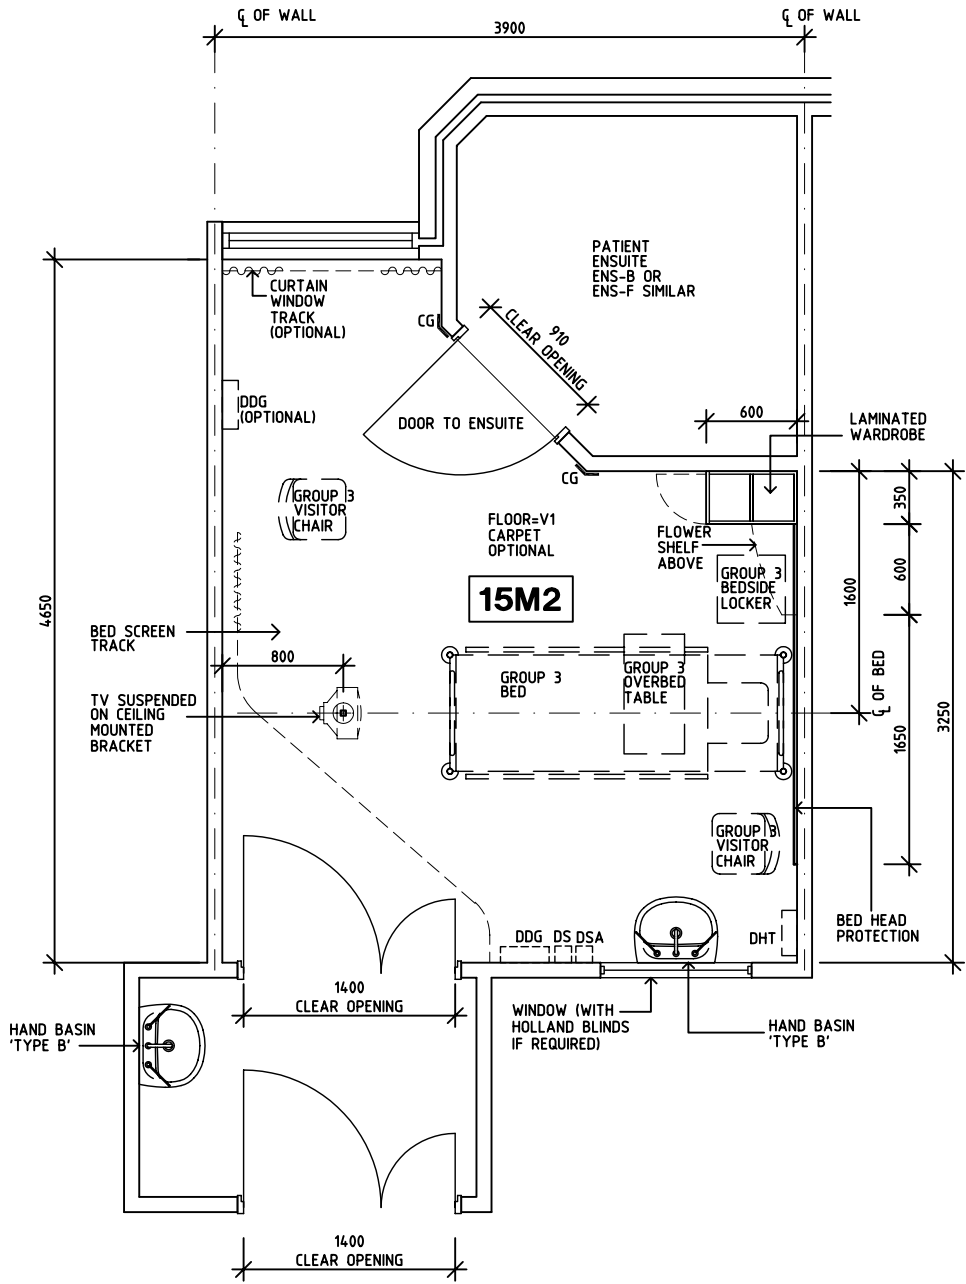 ℄ OF WALL
℄ OF WALL
3900
PATIENT
ENSUITE
ENS-B OR
ENS-F SIMILAR
CURTAIN
WINDOW
TRACK
(OPTIONAL)
CG
910
CLEAR OPENING
DDG
(OPTIONAL)
DOOR TO ENSUITE
600
LAMINATED
WARDROBE
CG
GROUP 3
VISITOR
CHAIR
FLOOR=V1
CARPET
OPTIONAL
FLOWER
SHELF
ABOVE
350
600
GROUP 3
BEDSIDE
LOCKER
1600
15M2
4650
BED SCREEN
TRACK
800
GROUP 3
BED
GROUP 3
OVERBED
TABLE
℄ OF BED
TV SUSPENDED
ON CEILING
MOUNTED
BRACKET
1650
3250
GROUP 3
VISITOR
CHAIR
BED HEAD
PROTECTION
DDG
DS
DSA
DHT
1400
CLEAR OPENING
WINDOW (WITH
HOLLAND BLINDS
IF REQUIRED)
HAND BASIN
'TYPE B'
HAND BASIN
'TYPE B'
1400
CLEAR OPENING